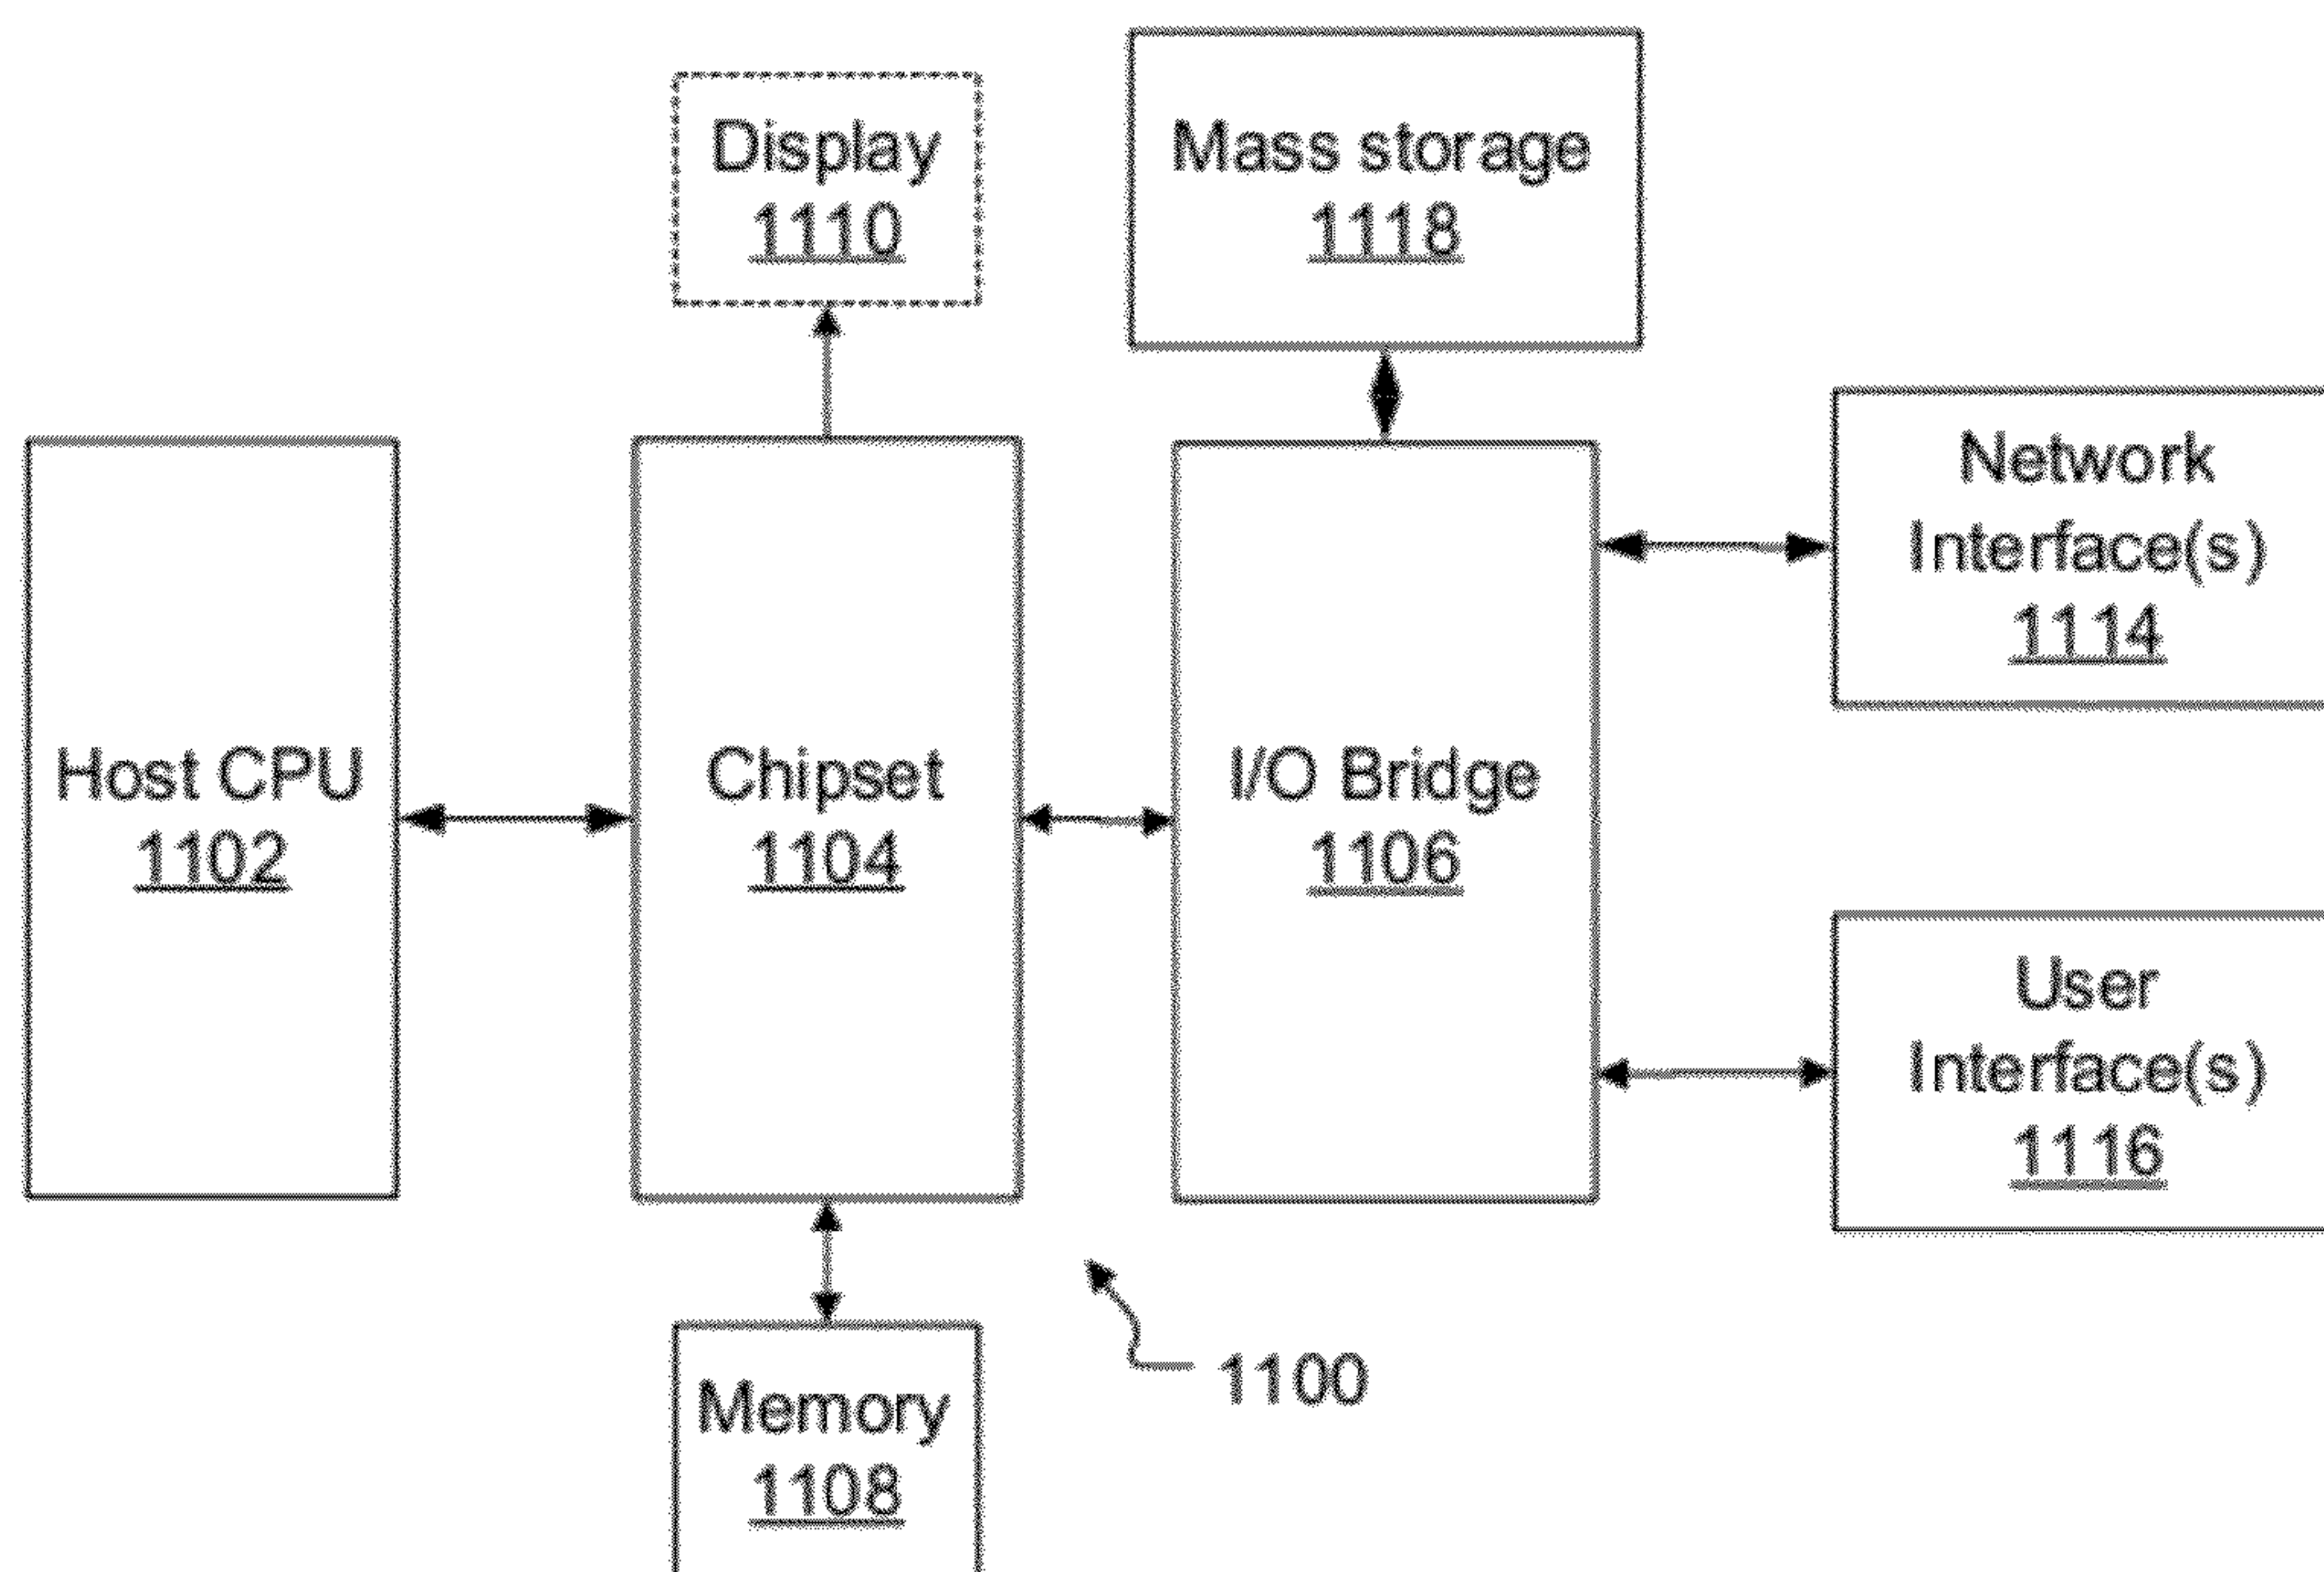 Display
1110
Mass storage
1118
Network
Interface(s)
1114
Host CPU
1102
Chipset
1104
I/O Bridge
1106
User
Interface(s)
1116
1100
Memory
1108